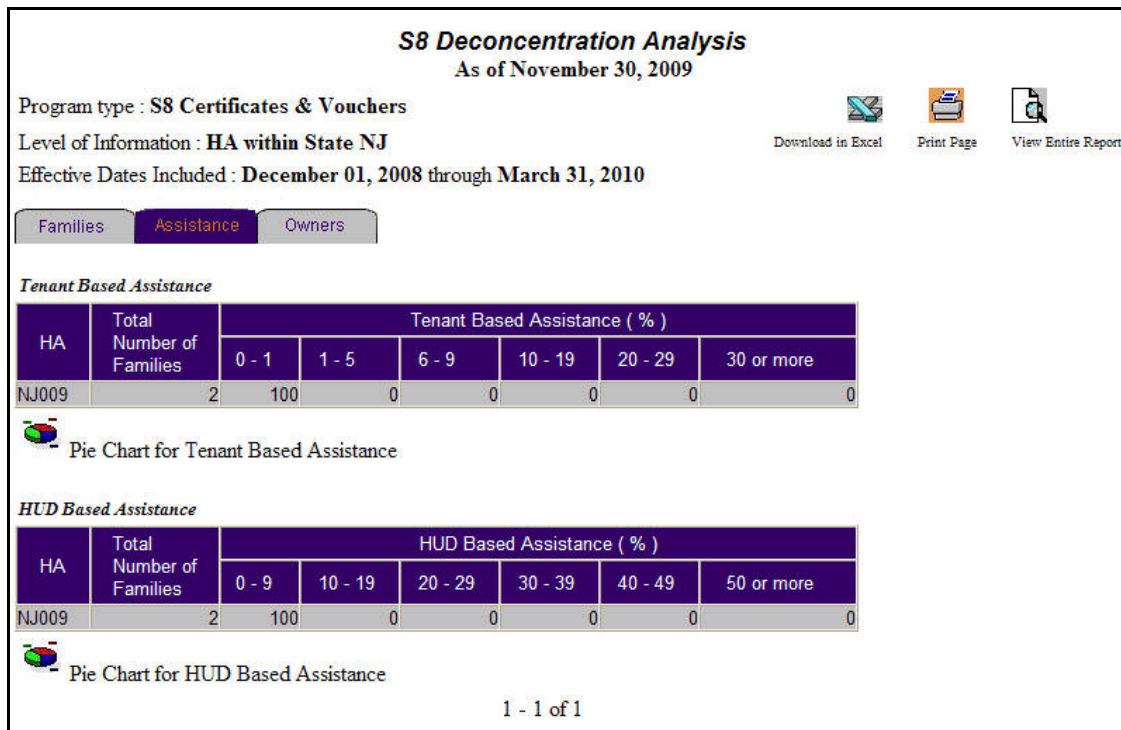 S8 Deconcentration Analysis
As of November 30, 2009
Program type : S8 Certificates & Vouchers
Level of Information : HA within State NJ
Effective Dates Included : December 01, 2008 through March 31, 2010
Download in Excel Print Page View Entire Report
Families Assistance Owners
Tenant Based Assistance
HA Total Number of Families Tenant Based Assistance ( % )
0 - 1 1 - 5 6 - 9 10 - 19 20 - 29 30 or more
NJ009 2 100 0 0 0 0 0
Pie Chart for Tenant Based Assistance
HUD Based Assistance
HA Total Number of Families HUD Based Assistance ( % )
0 - 9 10 - 19 20 - 29 30 - 39 40 - 49 50 or more
NJ009 2 100 0 0 0 0 0
Pie Chart for HUD Based Assistance
1 - 1 of 1